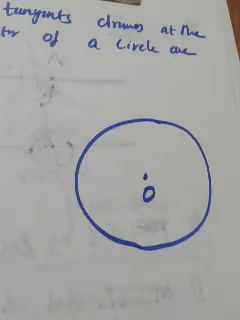 tangents drawn at the
of a circle are
O